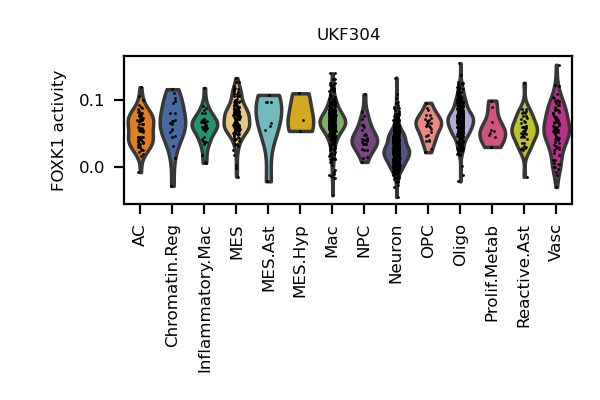 UKF304
FOXK1 activity
0.1
0.0
AC
Chromatin.Reg
Inflammatory.Mac
MES
MES.Ast
MES.Hyp
Mac
NPC
Neuron
OPC
Oligo
Prolif.Metab
Reactive.Ast
Vasc